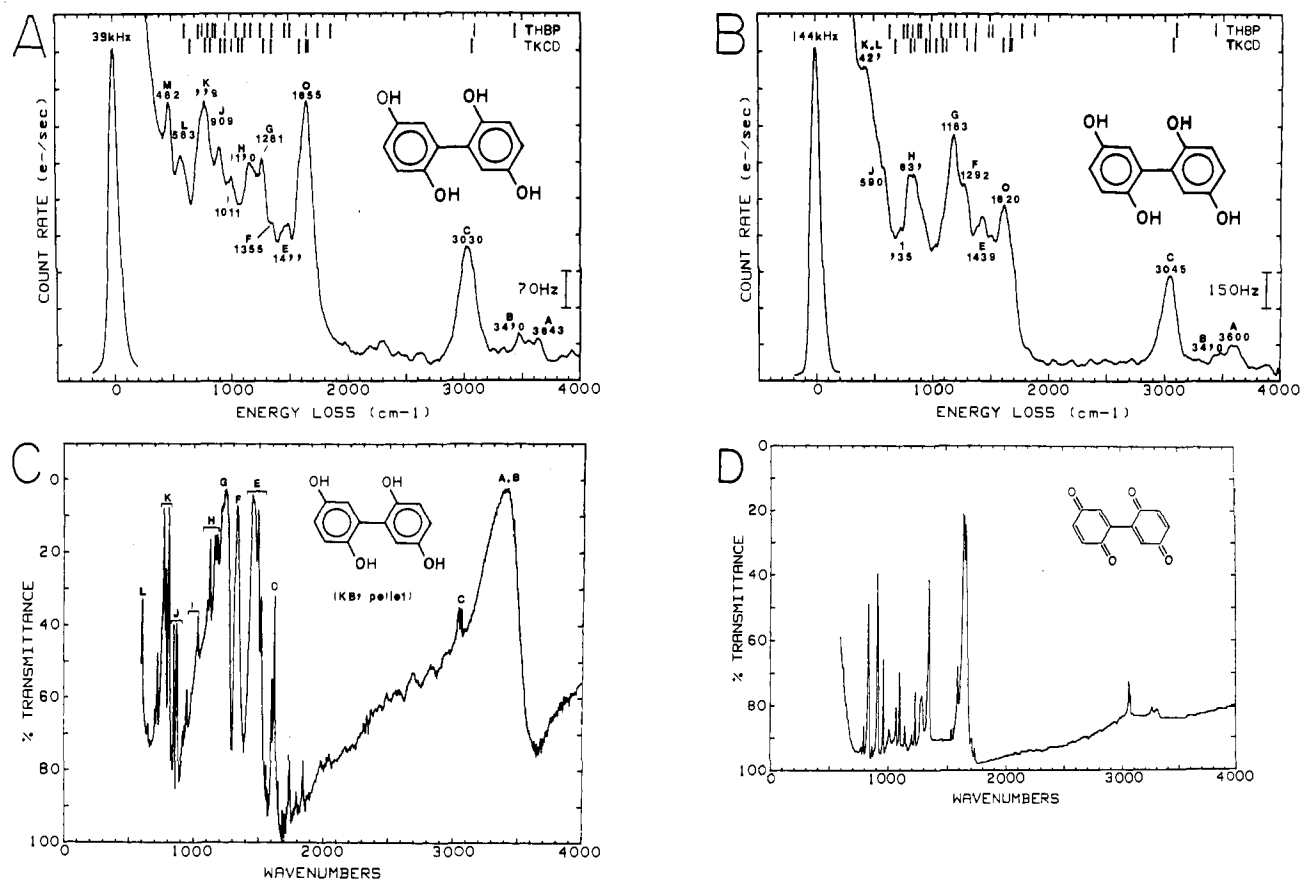 A
39kHz
THBP
TKCD
M
482
L
583
K
J
909
1011
H
1170
G
1281
F
1355
E
1477
O
1655
C
3030
B
3470
A
3643
OH
OH
OH
OH
70Hz
COUNT RATE (e-/sec)
0
1000
2000
3000
4000
ENERGY LOSS (cm-1)
B
144kHz
THBP
TKCD
K,L
427
J
590
I
735
H
837
G
1183
F
1292
E
1439
O
1620
C
3045
B
3470
A
3600
OH
OH
OH
OH
150Hz
COUNT RATE (e-/sec)
0
1000
2000
3000
4000
ENERGY LOSS (cm-1)
C
L
K
J
I
H
G
F
E
O
C
A,B
OH
OH
OH
OH
(KBr pellet)
0
20
40
60
80
100
% TRANSMITTANCE
0
1000
2000
3000
4000
WAVENUMBERS
D
O
O
O
O
0
20
40
60
80
100
% TRANSMITTANCE
0
1000
2000
3000
4000
WAVENUMBERS